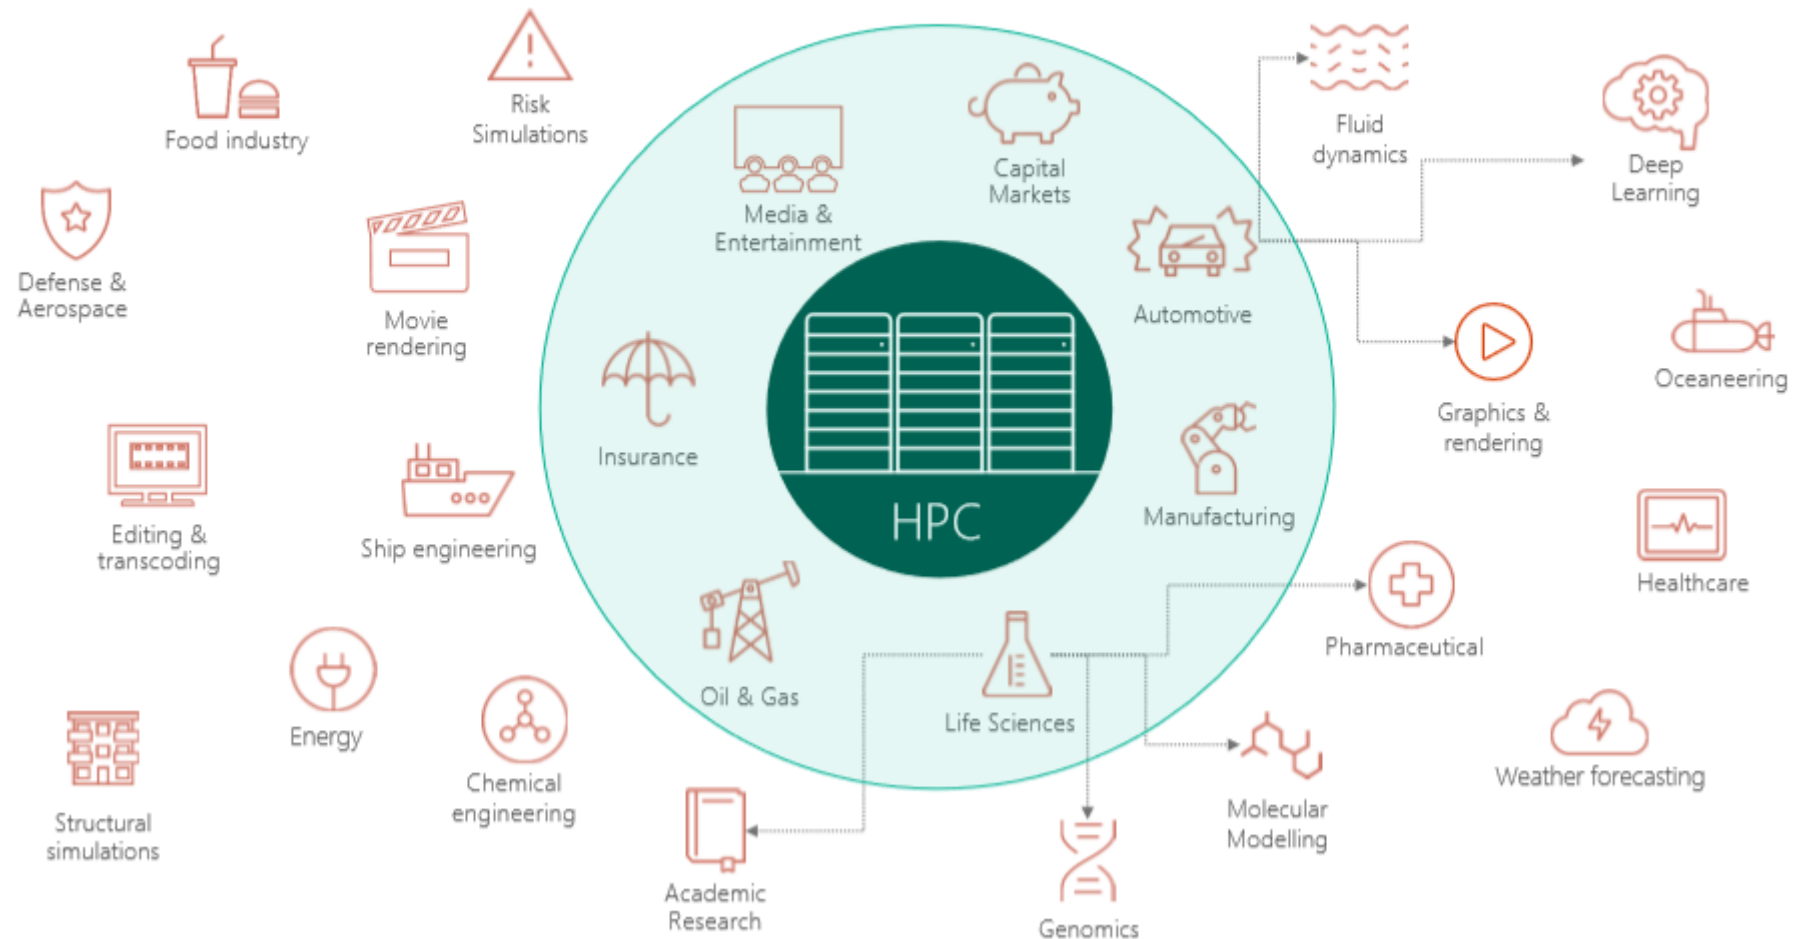 Food industry
Risk
Simulations
Media &
Entertainment
Capital
Markets
Fluid
dynamics
Deep
Learning
Defense &
Aerospace
Movie
rendering
Automotive
Graphics &
rendering
Oceaneering
Insurance
HPC
Manufacturing
Editing &
transcoding
Ship engineering
Healthcare
Pharmaceutical
Oil & Gas
Life Sciences
Energy
Chemical
engineering
Weather forecasting
Structural
simulations
Molecular
Modelling
Academic
Research
Genomics